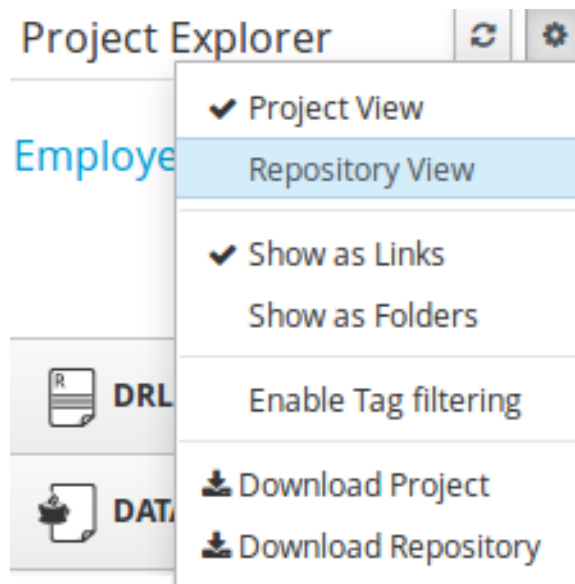 Project Explorer
Project View
Employe
Repository View
Show as Links
Show as Folders
R
DRL
Enable Tag filtering
Download Project
DATA
Download Repository